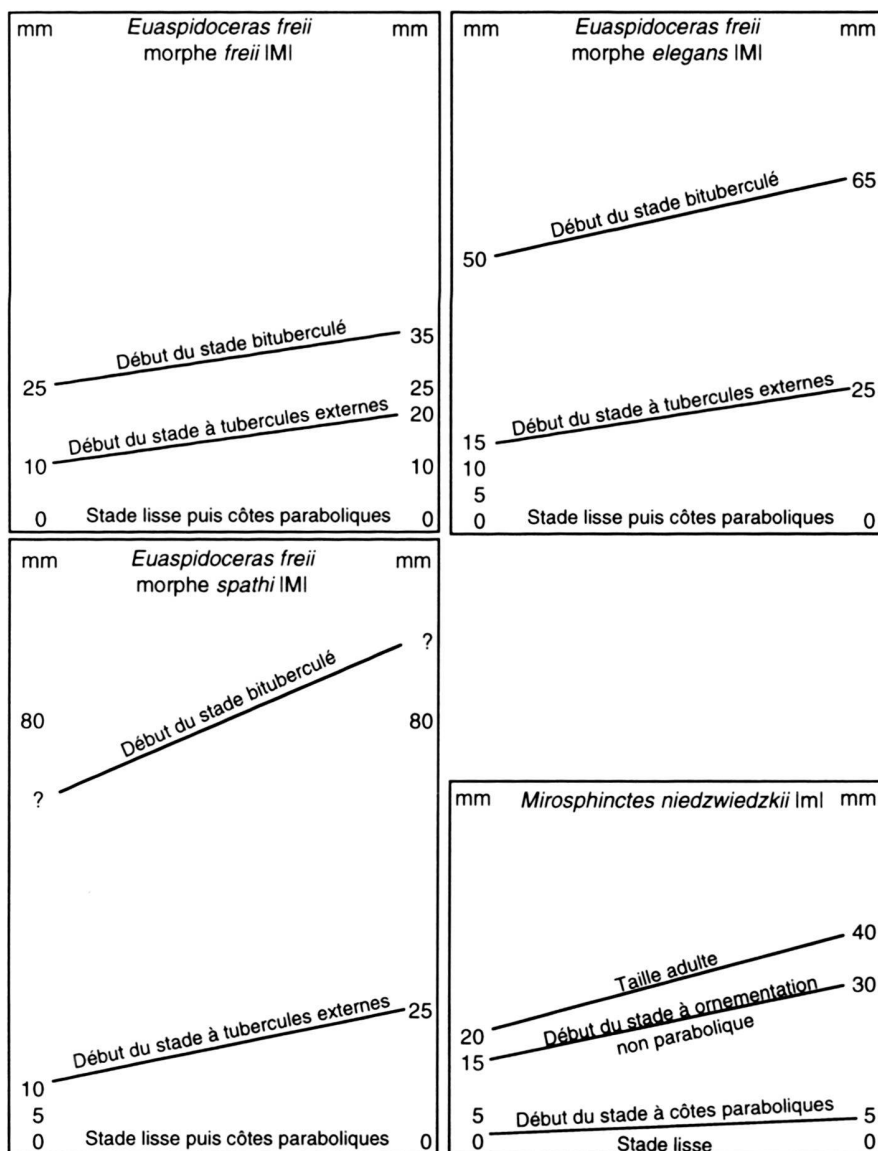 mm Euaspidoceras freii mm
morphe freii |M|
Début du stade bituberculé
35
25 25
Début du stade à tubercules externes
20
10 10
0 Stade lisse puis côtes paraboliques 0
mm Euaspidoceras freii mm
morphe elegans |M|
65
Début du stade bituberculé
50
25
Début du stade à tubercules externes
15
10
5
0 Stade lisse puis côtes paraboliques 0
mm Euaspidoceras freii mm
morphe spathi |M|
?
Début du stade bituberculé
80 80
?
25
Début du stade à tubercules externes
10
5
0 Stade lisse puis côtes paraboliques 0
mm Mirosphinctes niedzwiedzkii |m| mm
40
Taille adulte
30
20
Début du stade à ornementation
non parabolique
15
5 Début du stade à côtes paraboliques 5
0 Stade lisse 0